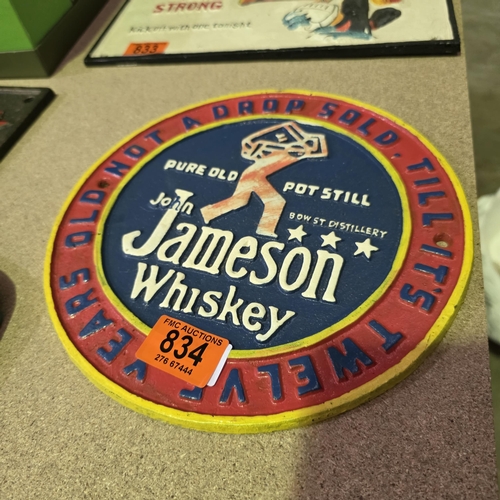 STRONG
833
NOT A DROP SOLD, TILL IT'S TWELVE YEARS OLD
PURE OLD POT STILL
BOW ST DISTILLERY
John
Jameson
Whiskey
FMC AUCTIONS
834
276 67444